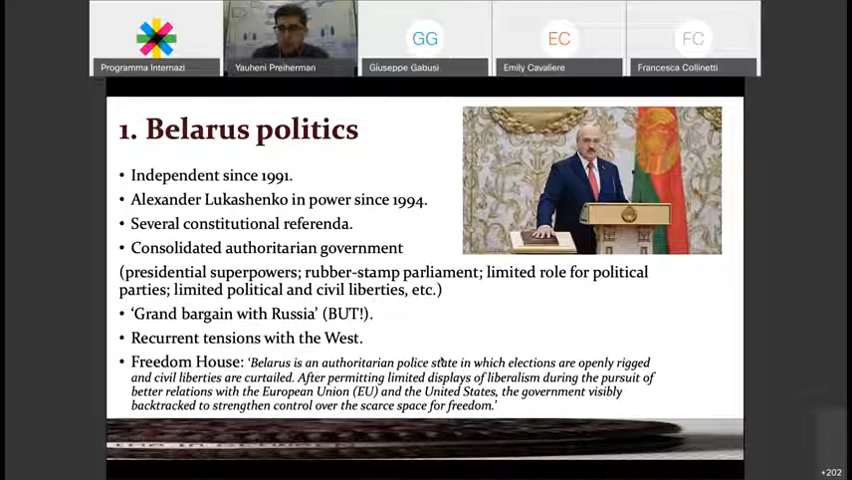 GG
EC
FC
Programma Internazi
Yauheni Preiherman
Giuseppe Gabusi
Emily Cavaliere
Francesca Collinetti
1. Belarus politics
• Independent since 1991.
• Alexander Lukashenko in power since 1994.
• Several constitutional referenda.
• Consolidated authoritarian government
(presidential superpowers; rubber-stamp parliament; limited role for political
parties; limited political and civil liberties, etc.)
• ‘Grand bargain with Russia’ (BUT!).
• Recurrent tensions with the West.
• Freedom House: ‘Belarus is an authoritarian police state in which elections are openly rigged
and civil liberties are curtailed. After permitting limited displays of liberalism during the pursuit of
better relations with the European Union (EU) and the United States, the government visibly
backtracked to strengthen control over the scarce space for freedom.’
+202